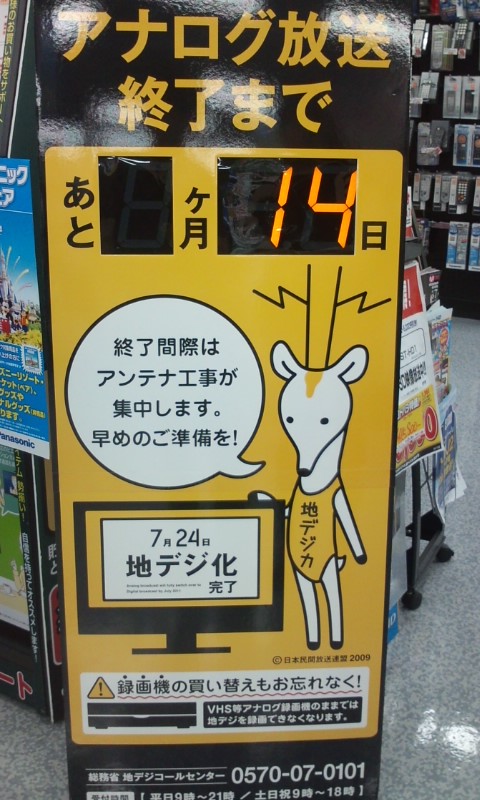 アナログ放送
終了まで
あと
ヶ月
14
日
終了間際は
アンテナ工事が
集中します。
早めのご準備を!
地デジカ
7月24日
地デジ化
完了
©日本民間放送連盟 2009
録画機の買い替えもお忘れなく!
VHS等アナログ録画機のままでは
地デジを録画できなくなります。
総務省 地デジコールセンター 0570-07-0101
受付時間 【平日9時~21時 / 土日祝9時~18時】
Panasonic